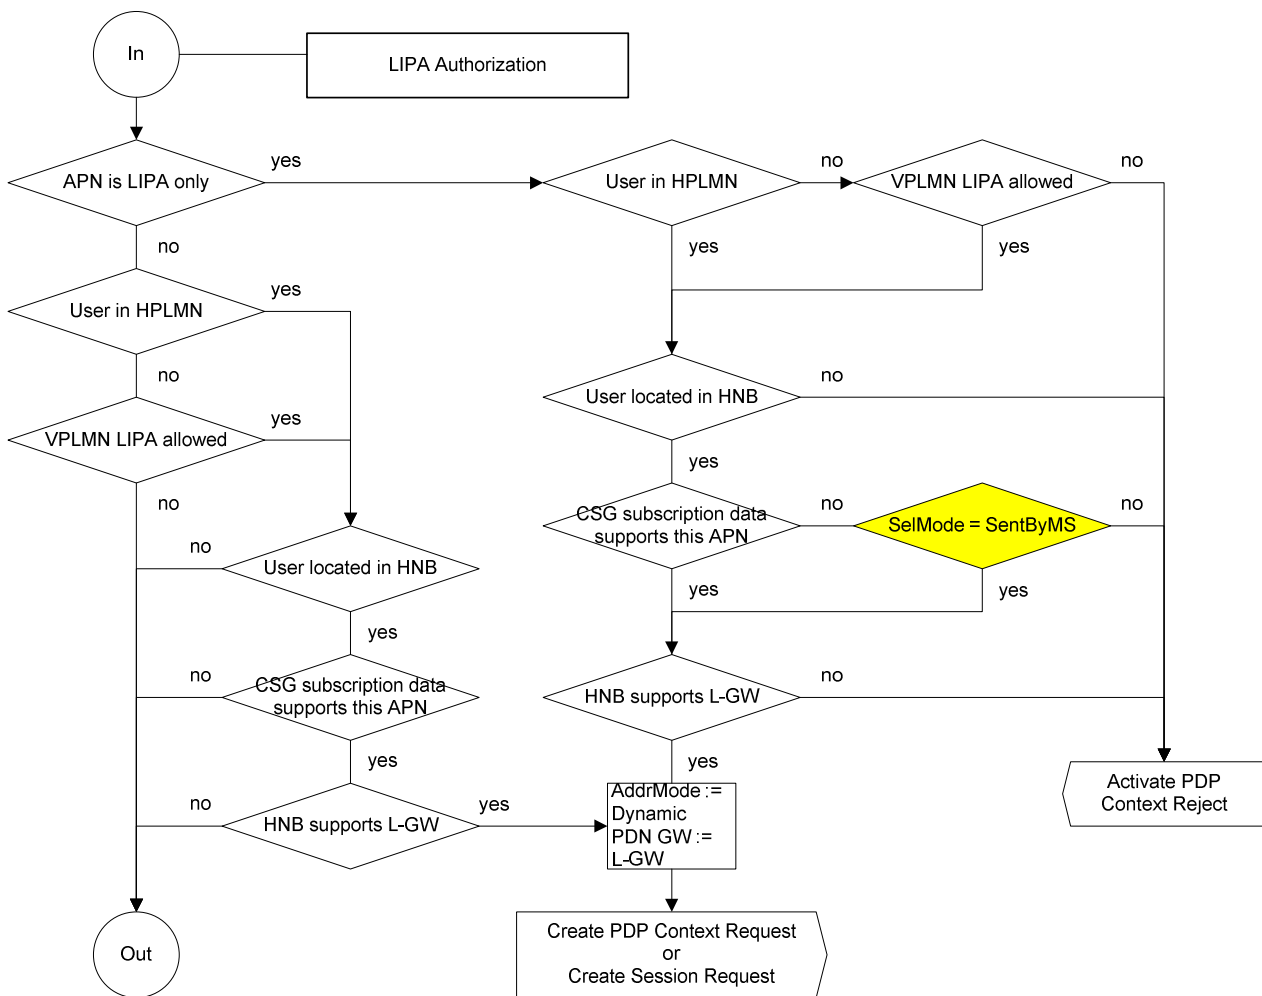 In
LIPA Authorization
APN is LIPA only
yes
User in HPLMN
no
VPLMN LIPA allowed
no
no
yes
yes
User in HPLMN
yes
no
User located in HNB
no
VPLMN LIPA allowed
yes
yes
no
CSG subscription data
supports this APN
no
SelMode = SentByMS
no
no
User located in HNB
yes
yes
yes
no
CSG subscription data
supports this APN
HNB supports L-GW
no
yes
yes
no
HNB supports L-GW
yes
AddrMode :=
Dynamic
PDN GW :=
L-GW
Activate PDP
Context Reject
Out
Create PDP Context Request
or
Create Session Request